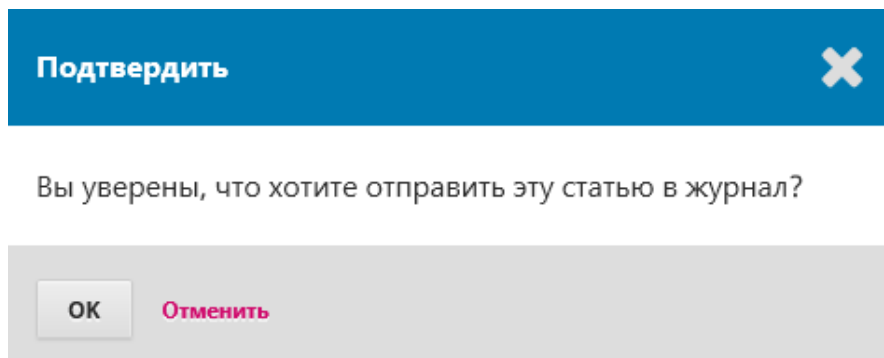 Подтвердить
Вы уверены, что хотите отправить эту статью в журнал?
OK Отменить